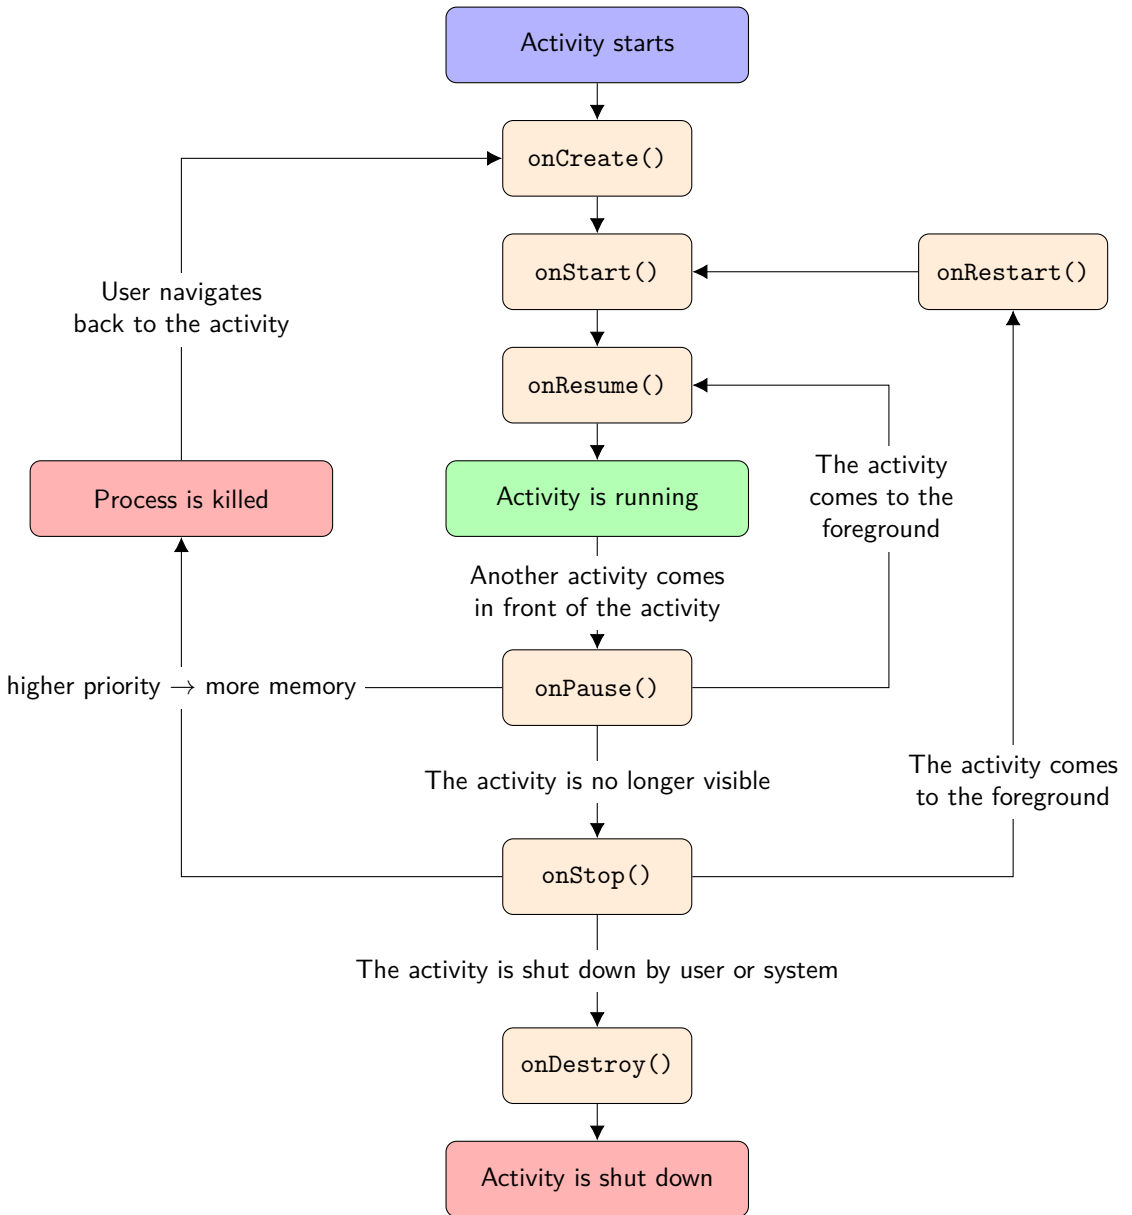 Activity starts
onCreate()
onStart()
onRestart()
User navigates
back to the activity
onResume()
The activity
comes to the
foreground
Process is killed
Activity is running
Another activity comes
in front of the activity
higher priority → more memory
onPause()
The activity is no longer visible
The activity comes
to the foreground
onStop()
The activity is shut down by user or system
onDestroy()
Activity is shut down